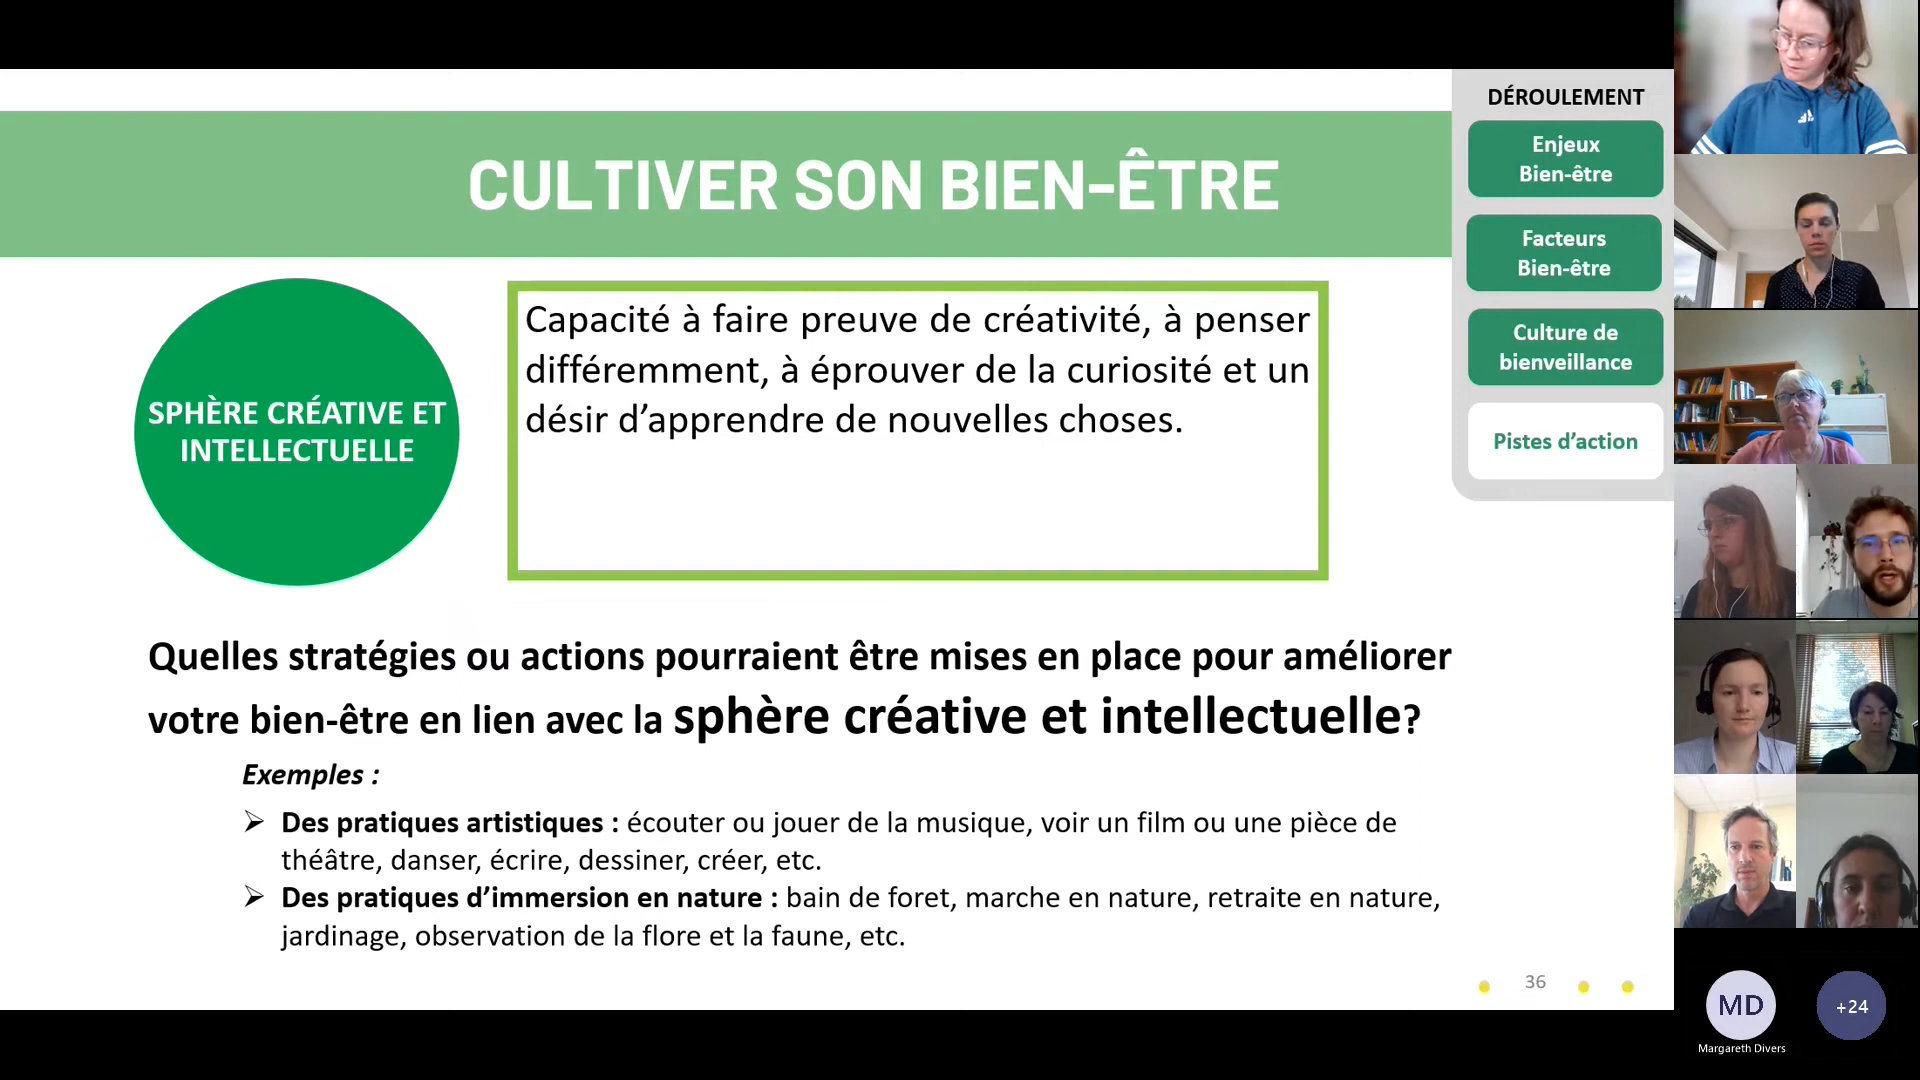 CULTIVER SON BIEN-ÊTRE
SPHÈRE CRÉATIVE ET
INTELLECTUELLE
Capacité à faire preuve de créativité, à penser
différemment, à éprouver de la curiosité et un
désir d’apprendre de nouvelles choses.
Quelles stratégies ou actions pourraient être mises en place pour améliorer
votre bien-être en lien avec la sphère créative et intellectuelle?
Exemples :
➢ Des pratiques artistiques : écouter ou jouer de la musique, voir un film ou une pièce de
théâtre, danser, écrire, dessiner, créer, etc.
➢ Des pratiques d’immersion en nature : bain de foret, marche en nature, retraite en nature,
jardinage, observation de la flore et la faune, etc.
36
DÉROULEMENT
Enjeux
Bien-être
Facteurs
Bien-être
Culture de
bienveillance
Pistes d’action
MD
Margareth Divers
+24